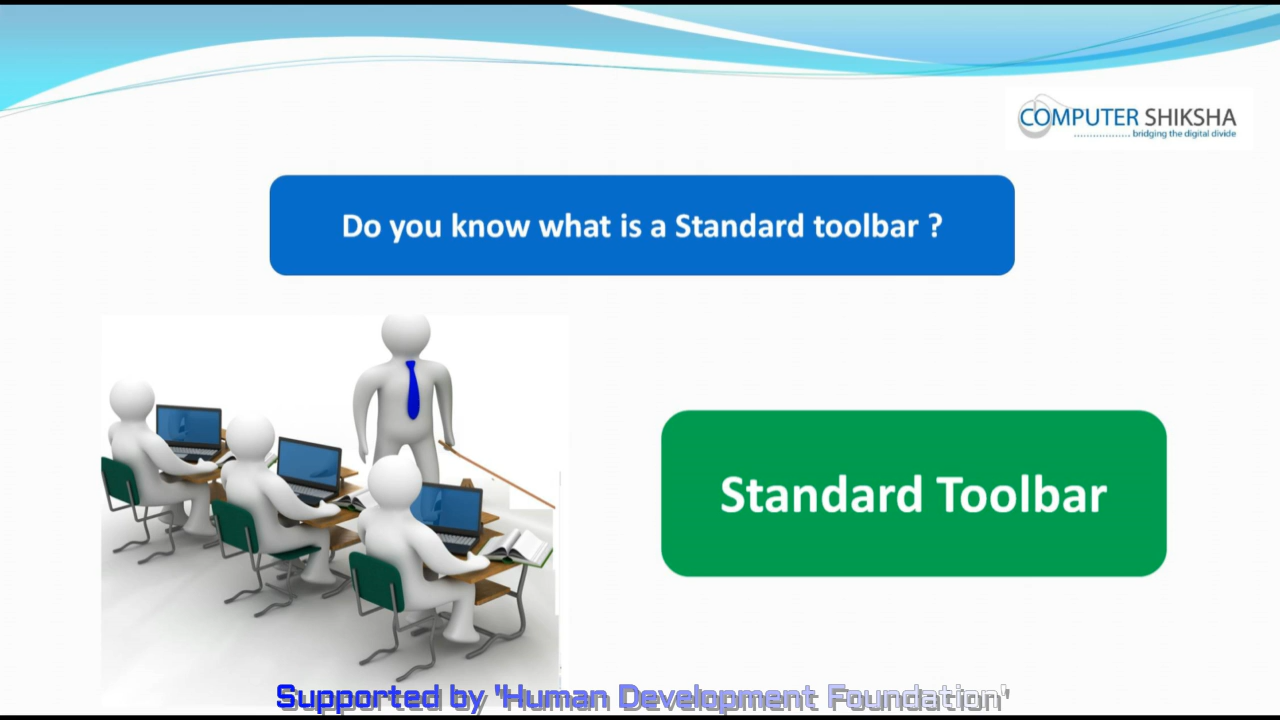 COMPUTER SHIKSHA
bridging the digital divide
Do you know what is a Standard toolbar ?
Standard Toolbar
Supported by 'Human Development Foundation'